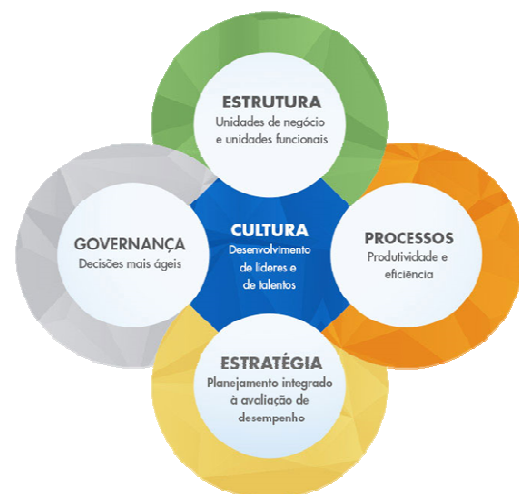 ESTRUTURA
Unidades de negócio
e unidades funcionais
GOVERNANÇA
Decisões mais ágeis
CULTURA
Desenvolvimento
de líderes e
de talentos
PROCESSOS
Produtividade e
eficiência
ESTRATÉGIA
Planejamento integrado
à avaliação de
desempenho